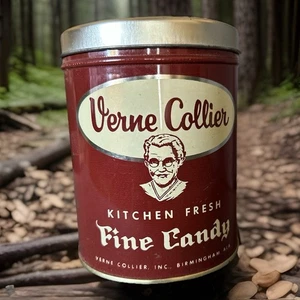 Verne Collier
KITCHEN FRESH
Fine Candy
VERNE COLLIER, INC. BIRMINGHAM,